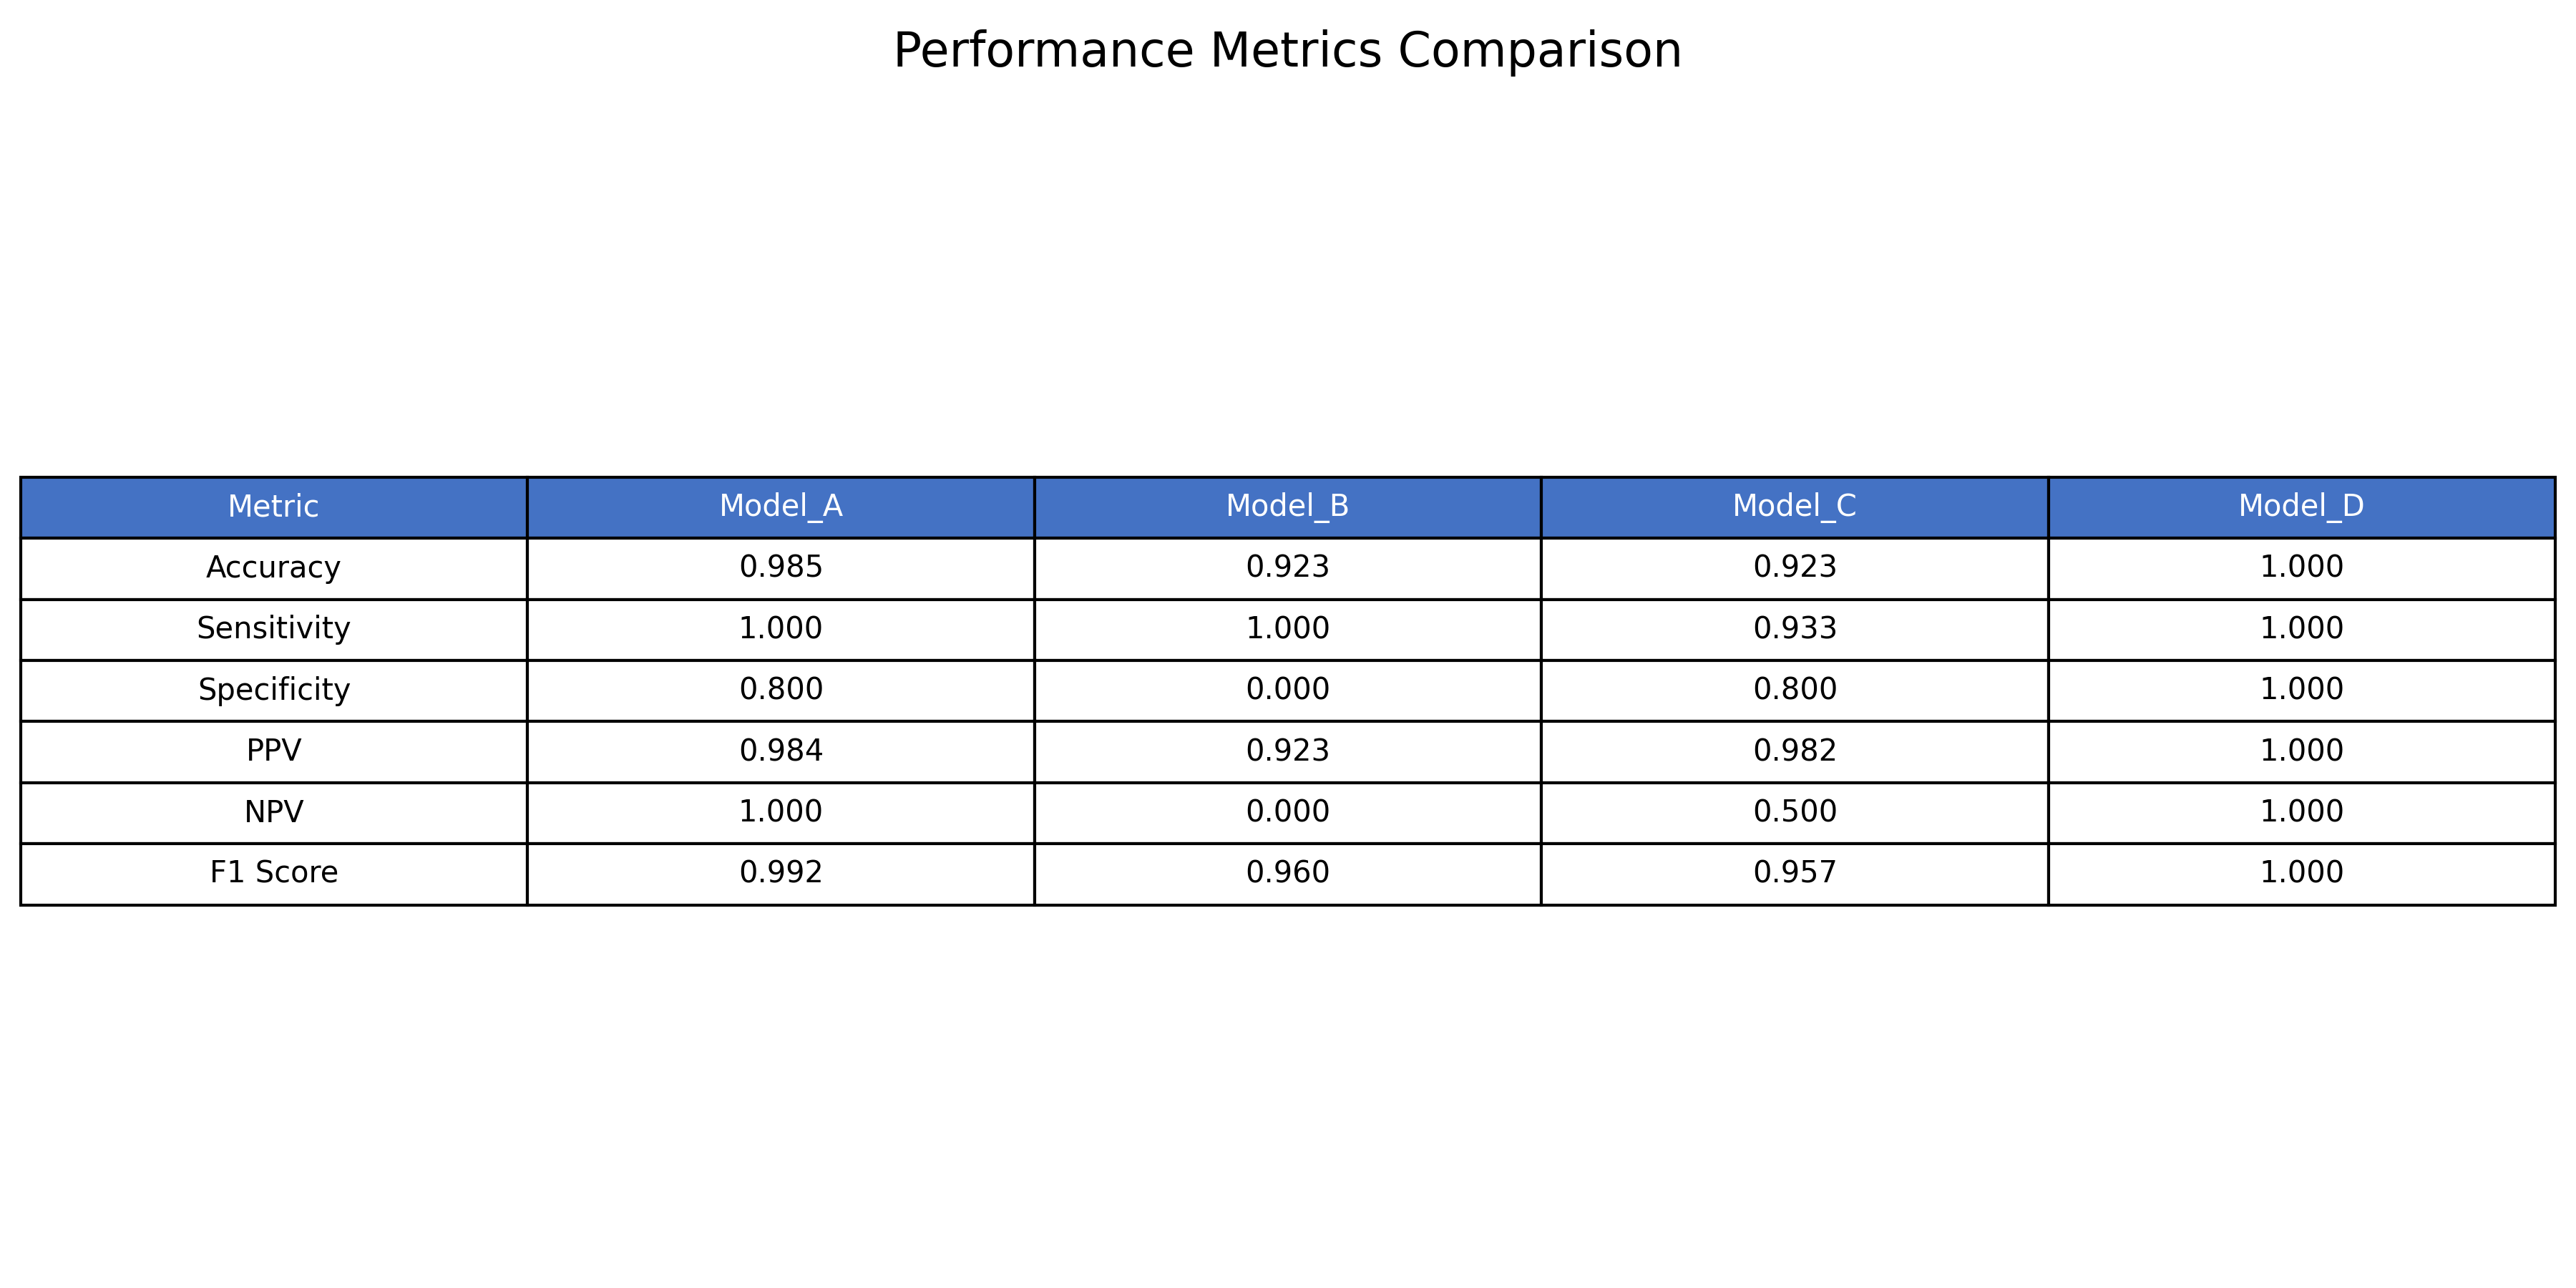 Performance Metrics Comparison
Metric Model_A Model_B Model_C Model_D
Accuracy 0.985 0.923 0.923 1.000
Sensitivity 1.000 1.000 0.933 1.000
Specificity 0.800 0.000 0.800 1.000
PPV 0.984 0.923 0.982 1.000
NPV 1.000 0.000 0.500 1.000
F1 Score 0.992 0.960 0.957 1.000